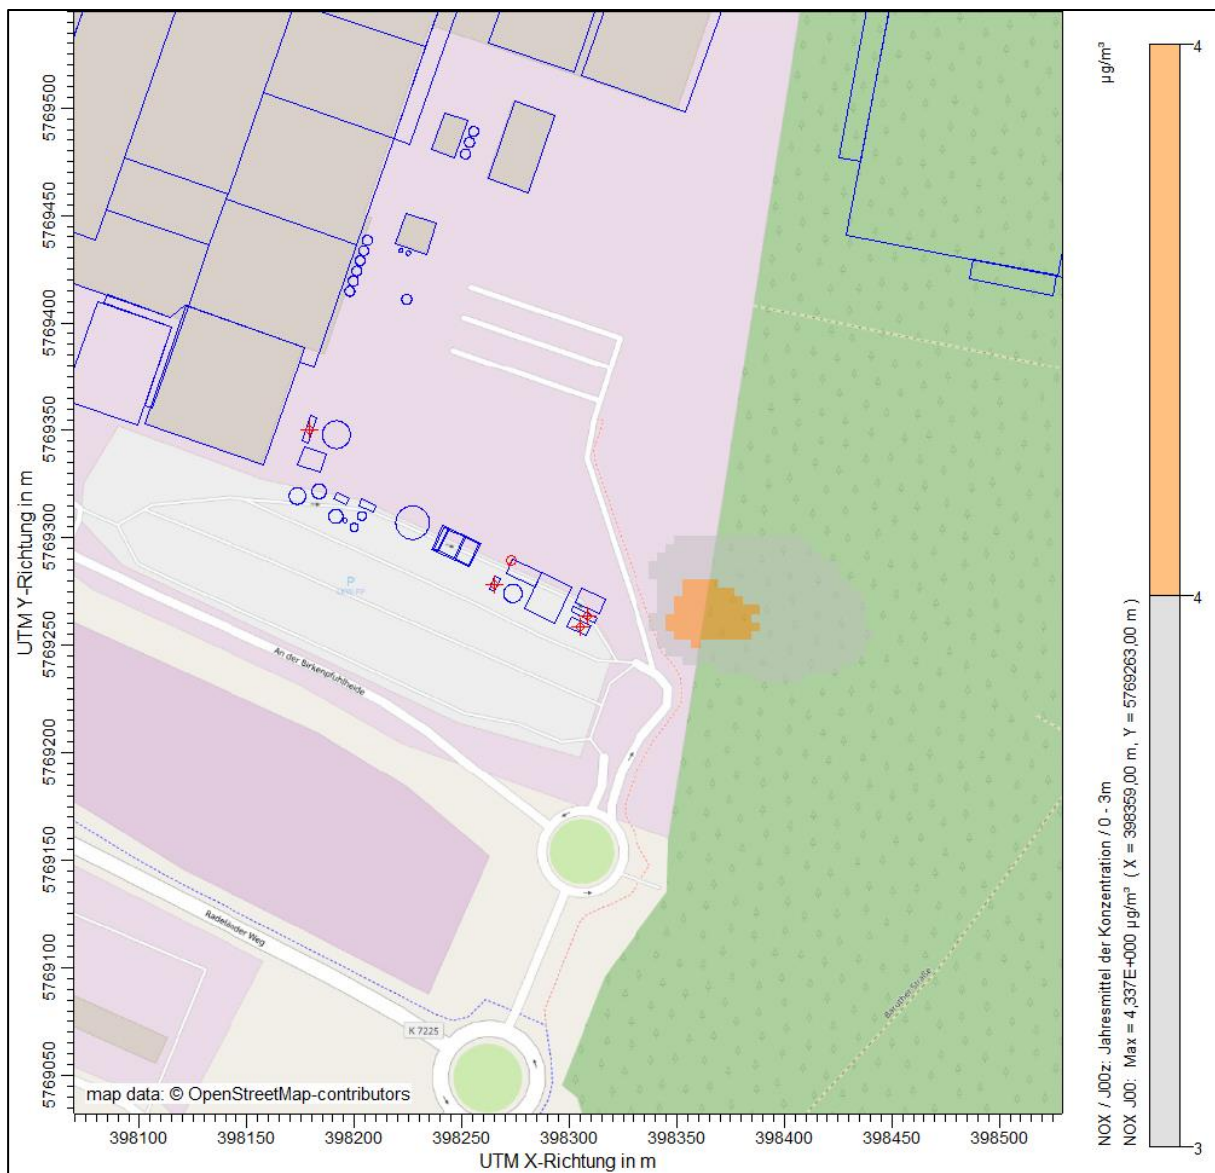 µg/m³
4
4
3
NOX / J00z: Jahresmittel der Konzentration / 0 - 3m
NOX J00: Max = 4,337E+000 µg/m³ ( X = 398359,00 m, Y = 5769263,00 m)
UTM Y-Richtung in m
5769500
5769450
5769400
5769350
5769300
5769250
5769200
5769150
5769100
5769050
P
An der Birkenpfuhlheide
Radeländer Weg
K 7225
Baruther Straße
map data: © OpenStreetMap-contributors
398100 398150 398200 398250 398300 398350 398400 398450 398500
UTM X-Richtung in m